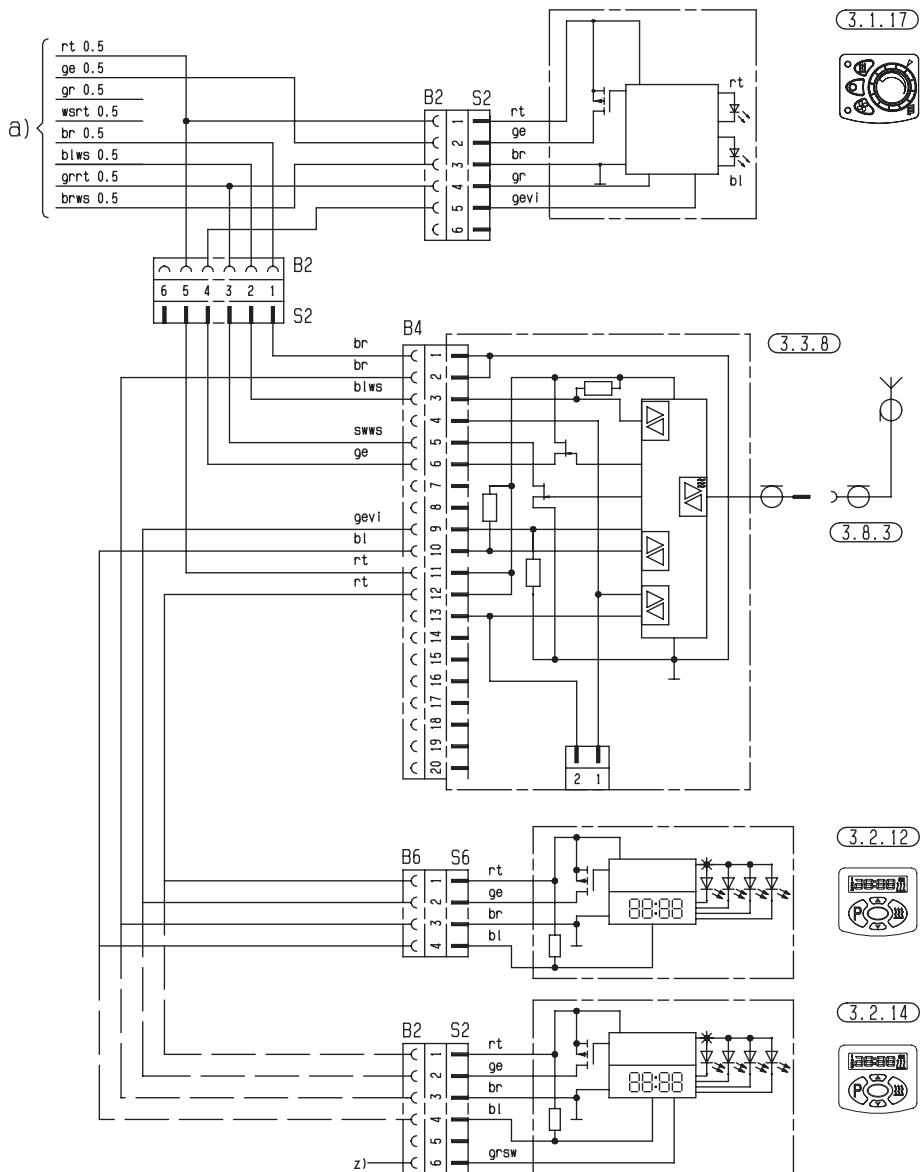 3.1.17
a)
rt 0.5
ge 0.5
gr 0.5
wsrt 0.5
br 0.5
blws 0.5
grrt 0.5
brws 0.5
B2 S2
1
2
3
4
5
6
rt
ge
br
gr
gevi
rt
bl
B2
6 5 4 3 2 1
S2
B4
3.3.8
br
br
blws
swws
ge
gevi
bl
rt
rt
1
2
3
4
5
6
7
8
9
10
11
12
13
14
15
16
17
18
19
20
2 1
3.8.3
3.2.12
B6 S6
1
2
3
4
rt
ge
br
bl
88:88
P
3.2.14
B2 S2
1
2
3
4
5
6
rt
ge
br
bl
grsw
88:88
P
z)